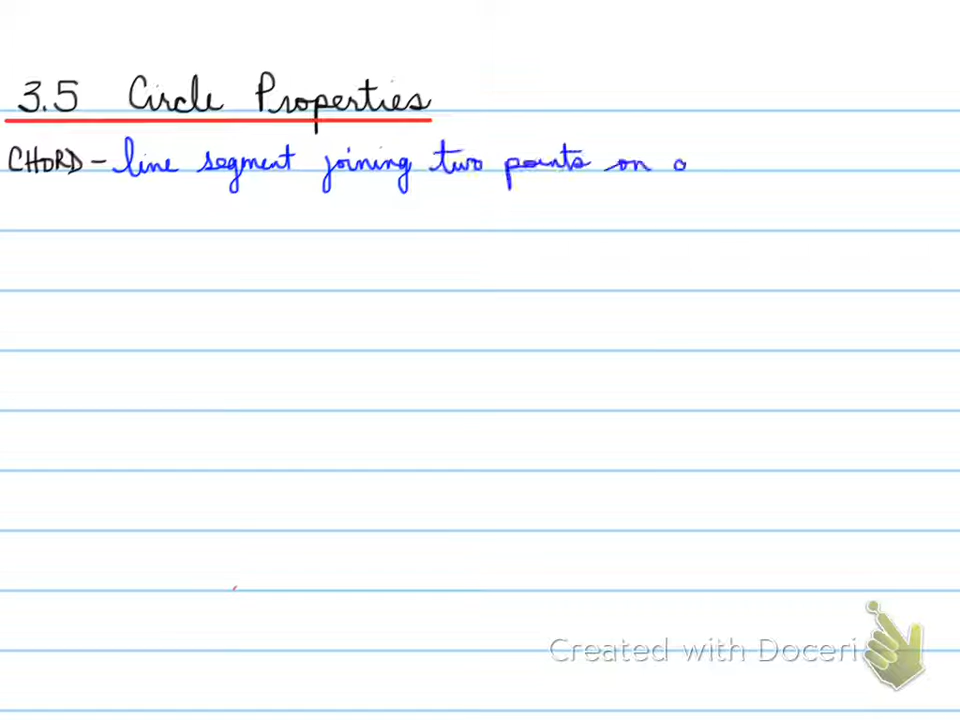 3.5 Circle Properties
CHORD - line segment joining two points on a
Created with Doceri